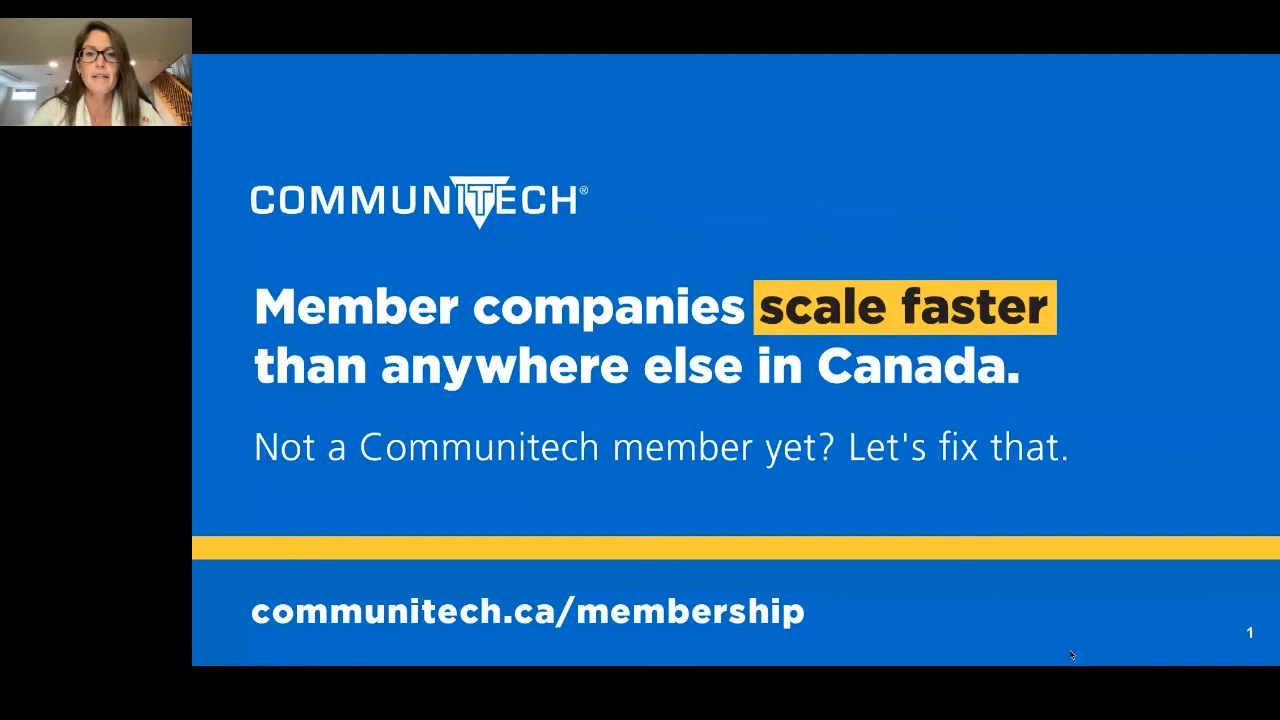 COMMUNITECH®
Member companies scale faster
than anywhere else in Canada.
Not a Communitech member yet? Let's fix that.
communitech.ca/membership
1